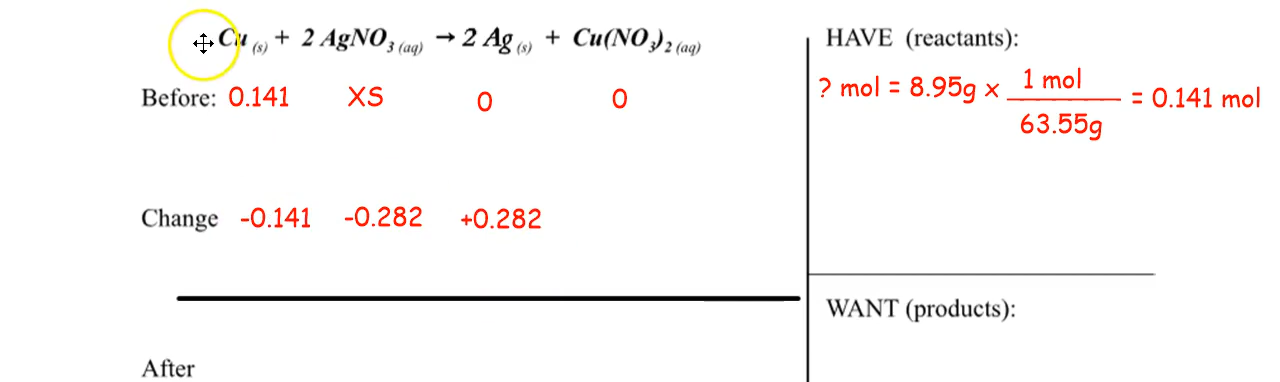 Cu (s) + 2 AgNO3 (aq) → 2 Ag (s) + Cu(NO3)2 (aq)
Before: 0.141 XS 0 0
Change -0.141 -0.282 +0.282
After
HAVE (reactants):
? mol = 8.95g x 1 mol / 63.55g = 0.141 mol
WANT (products):